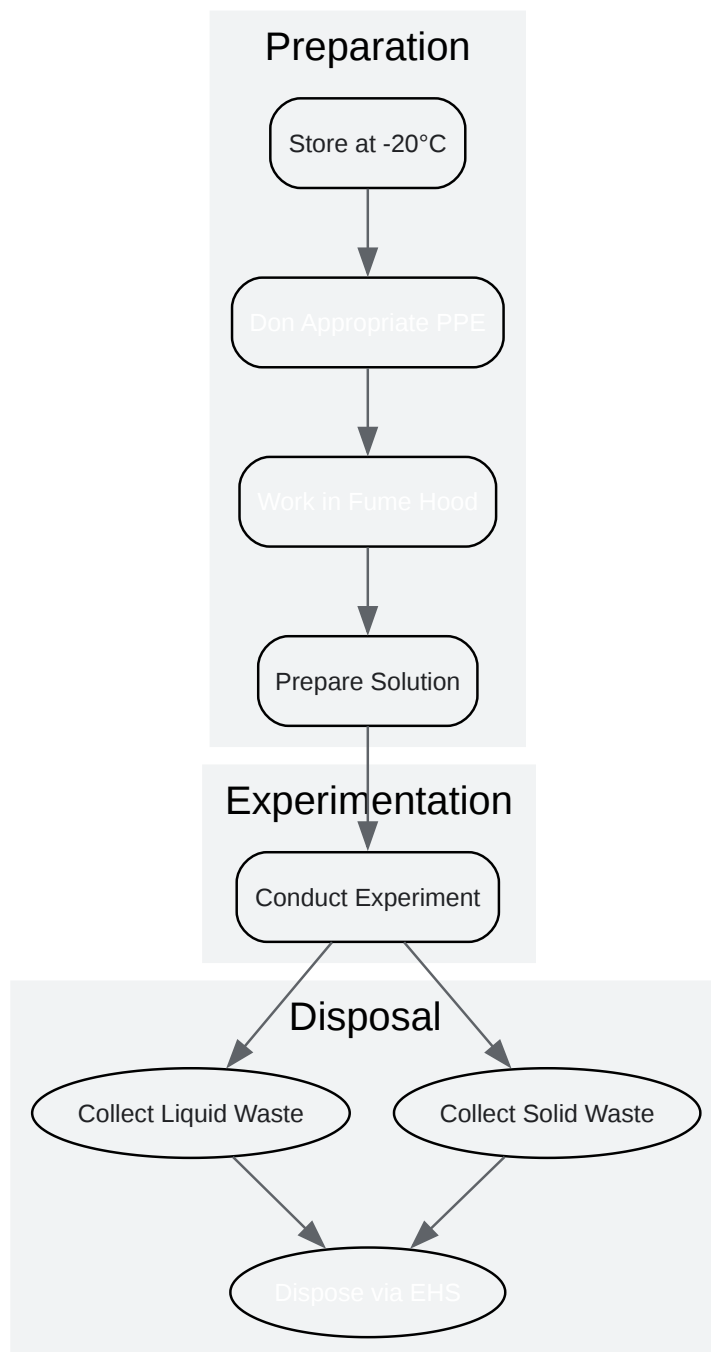 Preparation
Store at -20°C
Don Appropriate PPE
Work in Fume Hood
Prepare Solution
Experimentation
Conduct Experiment
Disposal
Collect Liquid Waste
Collect Solid Waste
Dispose via EHS